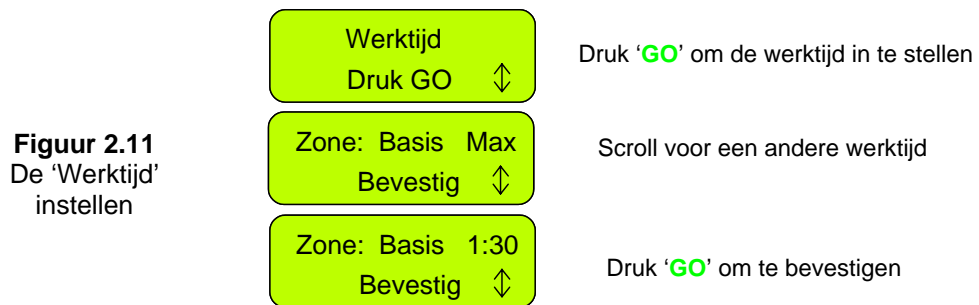 Werktijd
Druk GO ↕
Druk ‘GO’ om de werktijd in te stellen
Figuur 2.11
De ‘Werktijd’
instellen
Zone: Basis Max
Bevestig ↕
Scroll voor een andere werktijd
Zone: Basis 1:30
Bevestig ↕
Druk ‘GO’ om te bevestigen